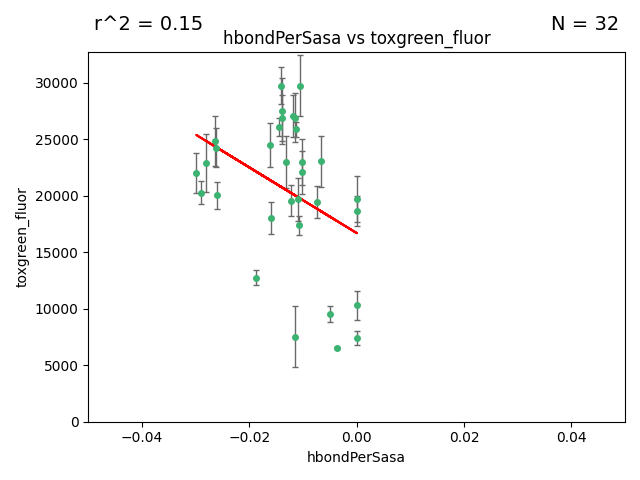 r^2 = 0.15
N = 32
hbondPerSasa vs toxgreen_fluor
30000
25000
20000
15000
10000
5000
0
toxgreen_fluor
−0.04
−0.02
0.00
0.02
0.04
hbondPerSasa